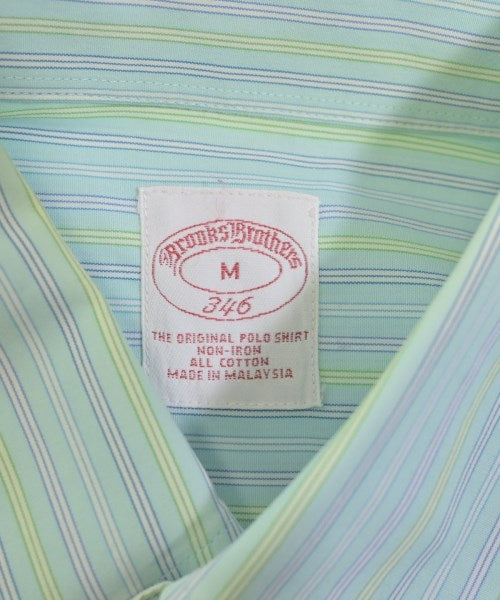 Brooks Brothers
M
346
THE ORIGINAL POLO SHIRT
NON-IRON
ALL COTTON
MADE IN MALAYSIA